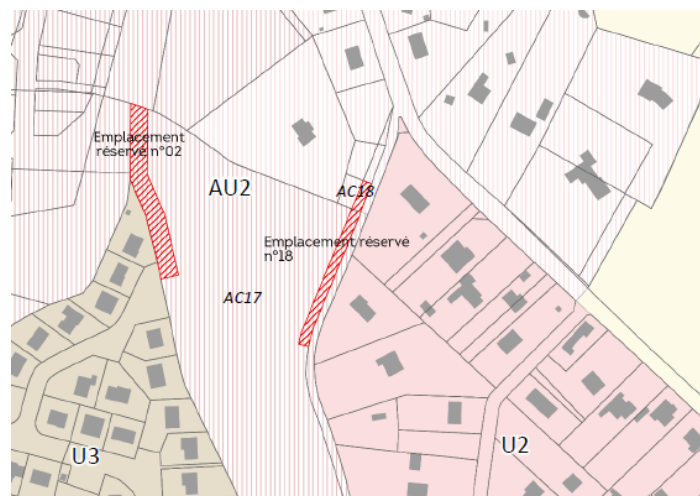 Emplacement
réservé n°02
AU2
AC18
Emplacement réservé
n°18
AC17
U3
U2